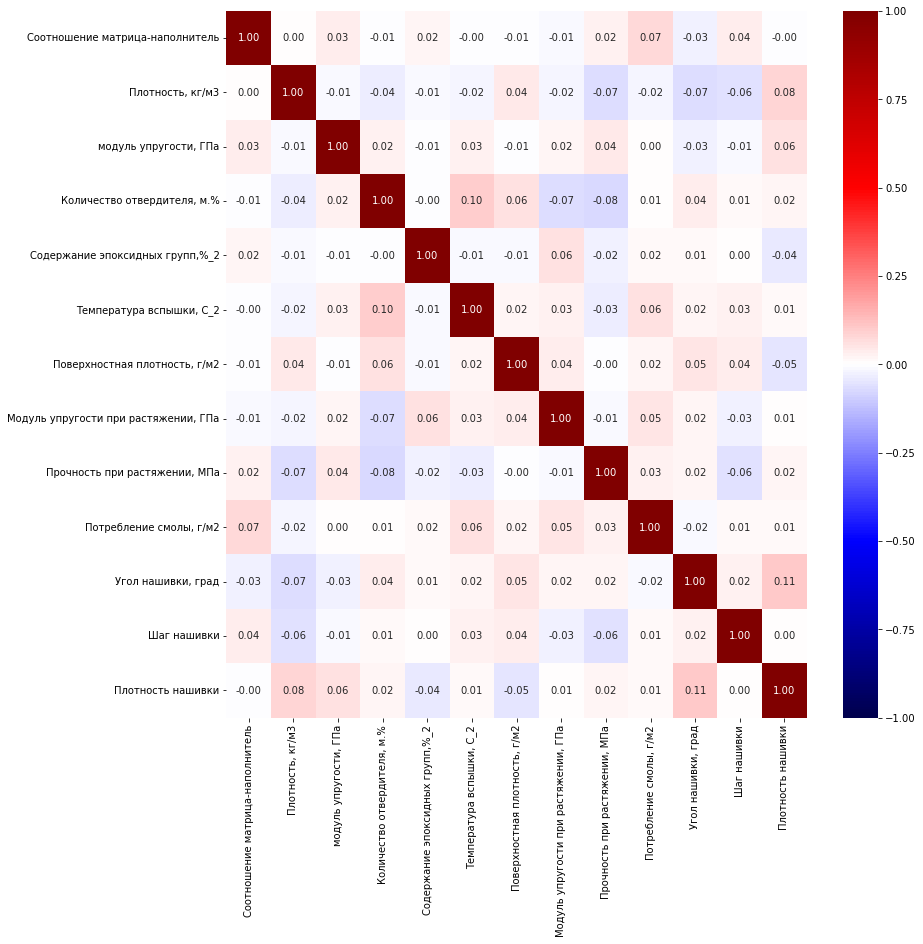 Соотношение матрица-наполнитель 1.00 0.00 0.03 -0.01 0.02 -0.00 -0.01 -0.01 0.02 0.07 -0.03 0.04 -0.00
Плотность, кг/м3 0.00 1.00 -0.01 -0.04 -0.01 -0.02 0.04 -0.02 -0.07 -0.02 -0.07 -0.06 0.08
модуль упругости, ГПа 0.03 -0.01 1.00 0.02 -0.01 0.03 -0.01 0.02 0.04 0.00 -0.03 -0.01 0.06
Количество отвердителя, м.% -0.01 -0.04 0.02 1.00 -0.00 0.10 0.06 -0.07 -0.08 0.01 0.04 0.01 0.02
Содержание эпоксидных групп,%_2 0.02 -0.01 -0.01 -0.00 1.00 -0.01 -0.01 0.06 -0.02 0.02 0.01 0.00 -0.04
Температура вспышки, С_2 -0.00 -0.02 0.03 0.10 -0.01 1.00 0.02 0.03 -0.03 0.06 0.02 0.03 0.01
Поверхностная плотность, г/м2 -0.01 0.04 -0.01 0.06 -0.01 0.02 1.00 0.04 -0.00 0.02 0.05 0.04 -0.05
Модуль упругости при растяжении, ГПа -0.01 -0.02 0.02 -0.07 0.06 0.03 0.04 1.00 -0.01 0.05 0.02 -0.03 0.01
Прочность при растяжении, МПа 0.02 -0.07 0.04 -0.08 -0.02 -0.03 -0.00 -0.01 1.00 0.03 0.02 -0.06 0.02
Потребление смолы, г/м2 0.07 -0.02 0.00 0.01 0.02 0.06 0.02 0.05 0.03 1.00 -0.02 0.01 0.01
Угол нашивки, град -0.03 -0.07 -0.03 0.04 0.01 0.02 0.05 0.02 0.02 -0.02 1.00 0.02 0.11
Шаг нашивки 0.04 -0.06 -0.01 0.01 0.00 0.03 0.04 -0.03 -0.06 0.01 0.02 1.00 0.00
Плотность нашивки -0.00 0.08 0.06 0.02 -0.04 0.01 -0.05 0.01 0.02 0.01 0.11 0.00 1.00
Соотношение матрица-наполнитель
Плотность, кг/м3
модуль упругости, ГПа
Количество отвердителя, м.%
Содержание эпоксидных групп,%_2
Температура вспышки, С_2
Поверхностная плотность, г/м2
Модуль упругости при растяжении, ГПа
Прочность при растяжении, МПа
Потребление смолы, г/м2
Угол нашивки, град
Шаг нашивки
Плотность нашивки
1.00
0.75
0.50
0.25
0.00
−0.25
−0.50
−0.75
−1.00